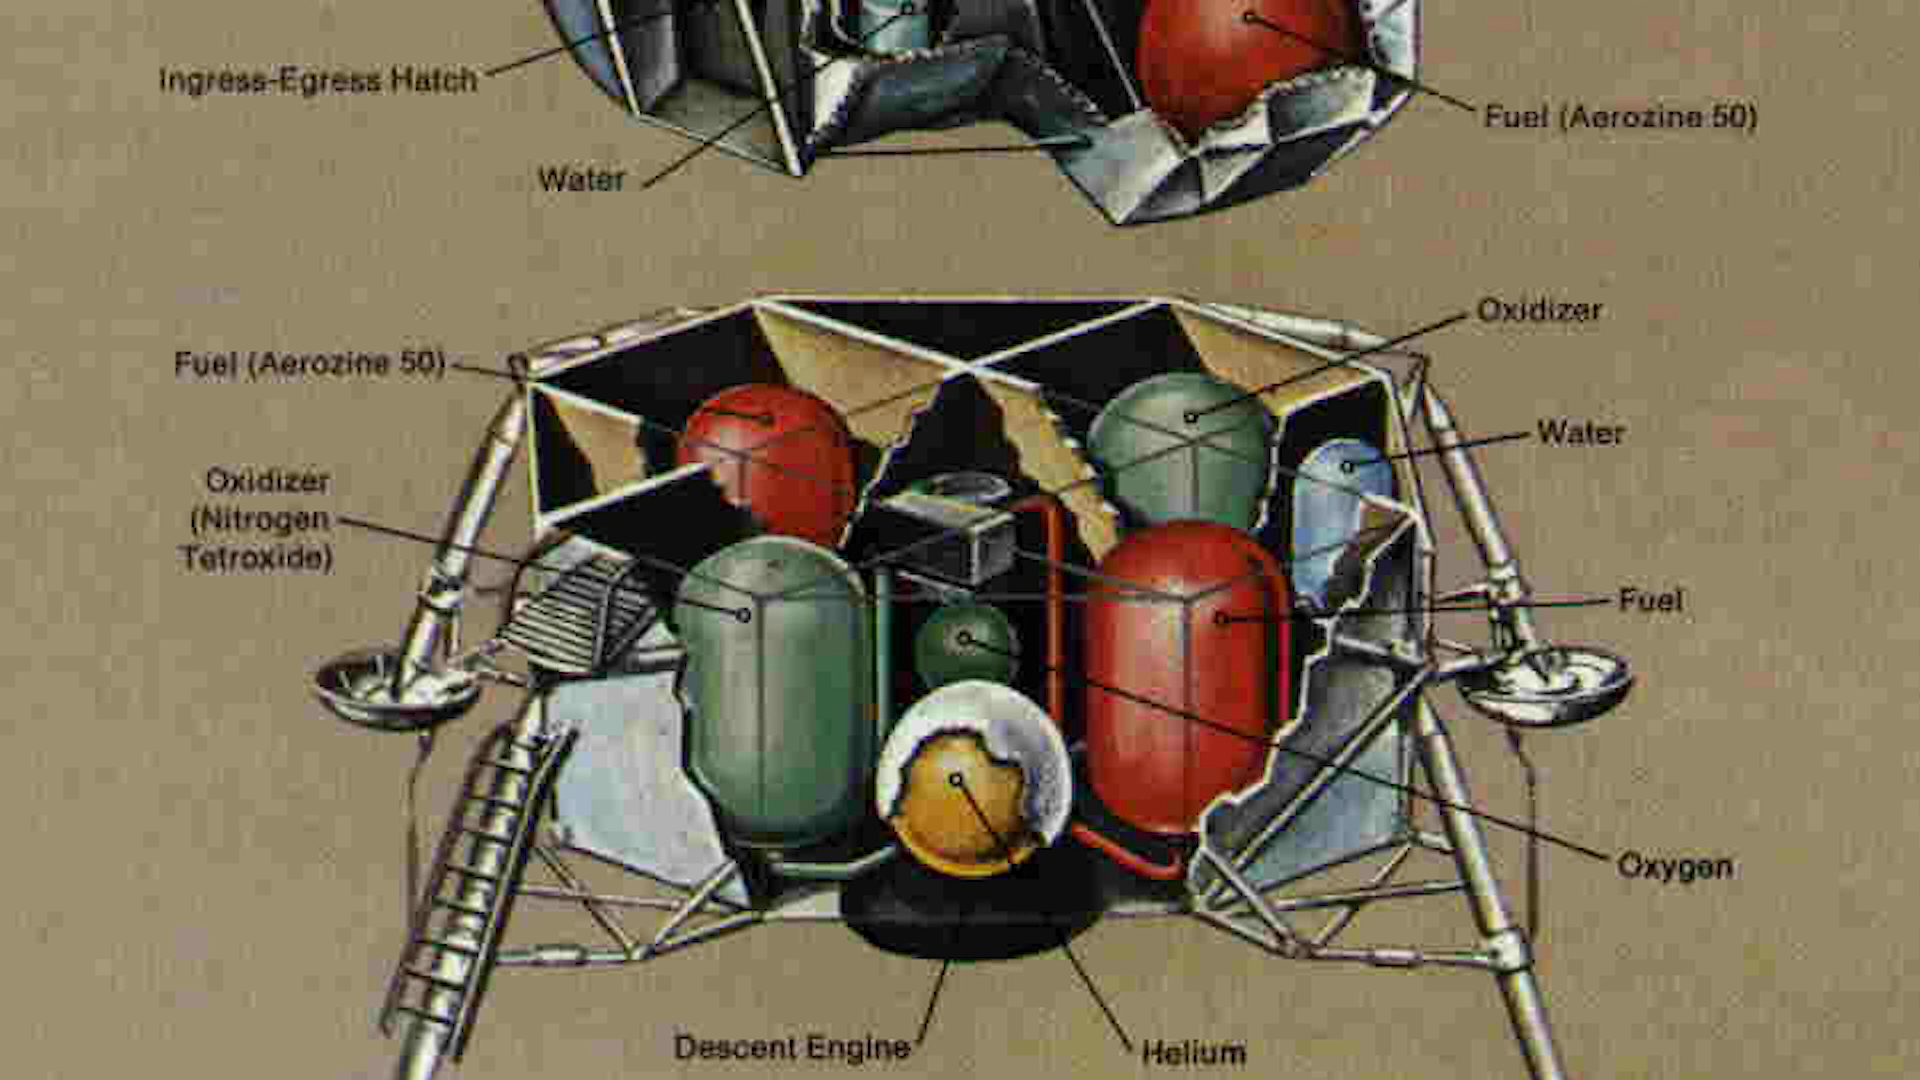 Ingress-Egress Hatch
Fuel (Aerozine 50)
Water
Oxidizer
Fuel (Aerozine 50)
Water
Oxidizer
(Nitrogen
Tetroxide)
Fuel
Oxygen
Descent Engine
Helium